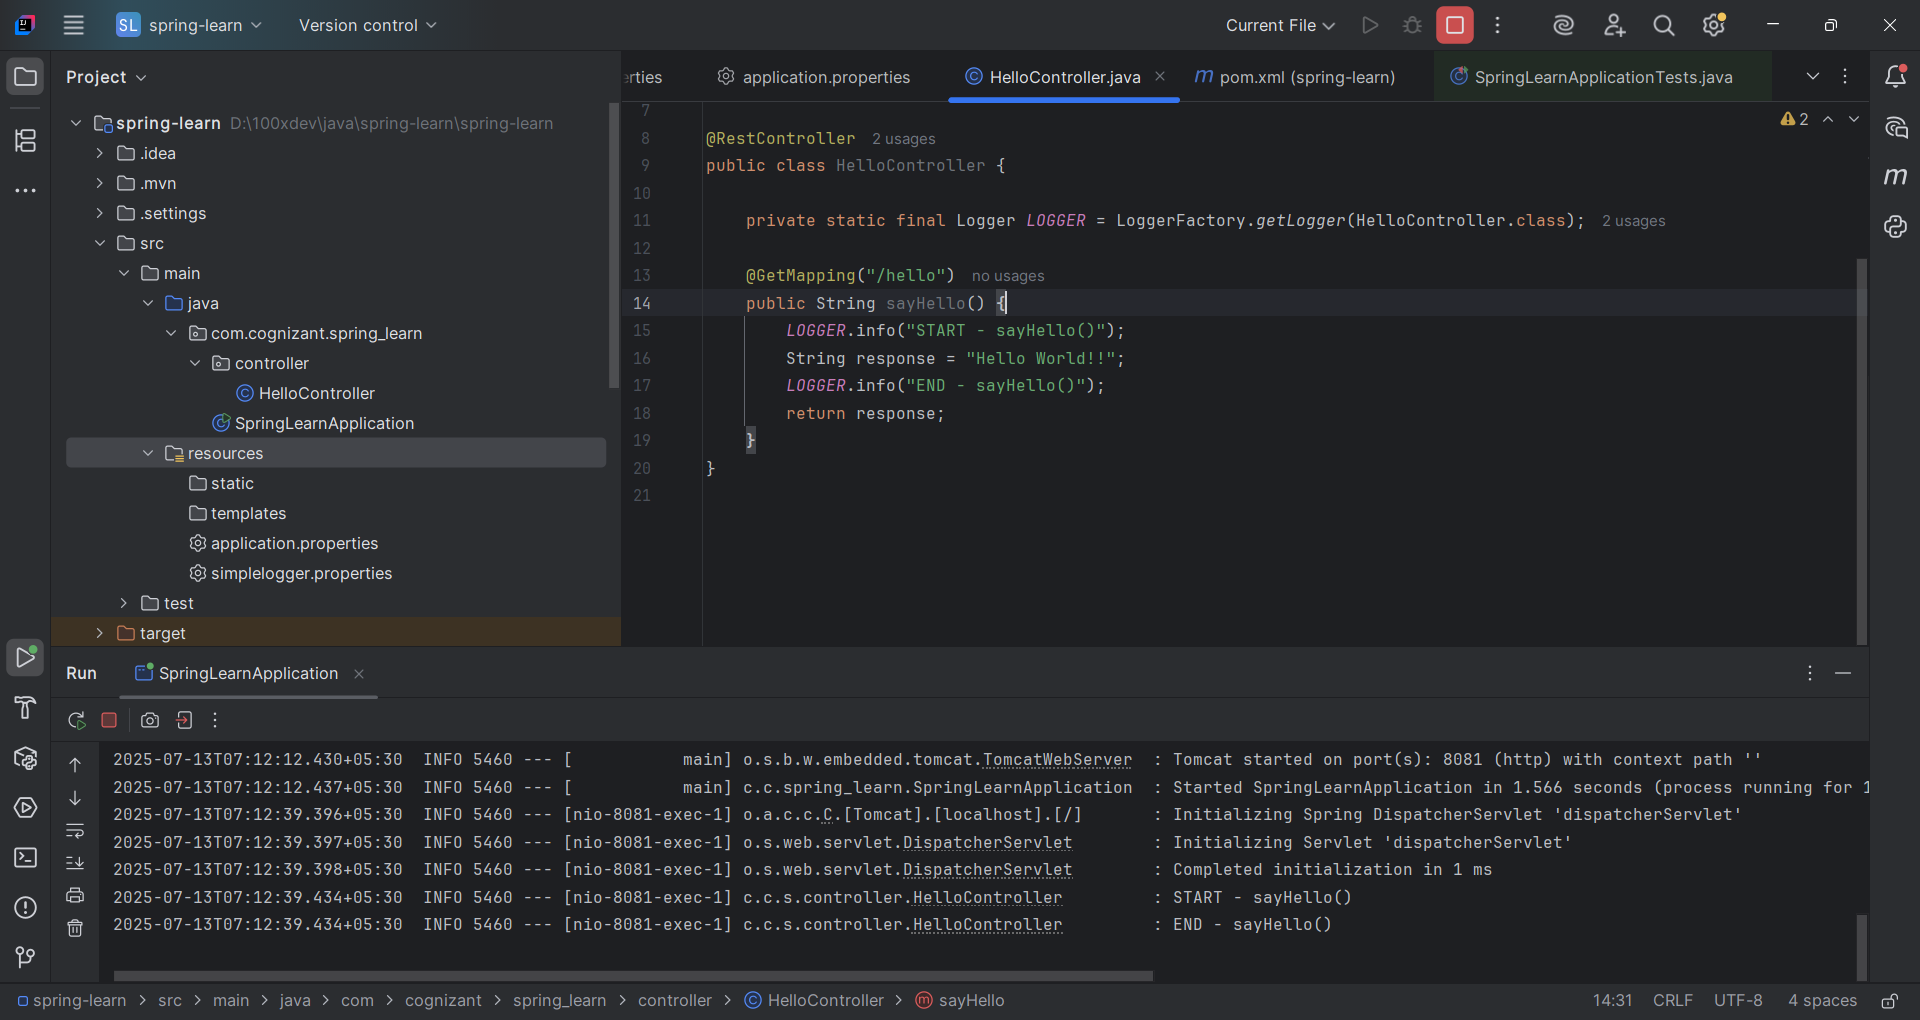 SL spring-learn Version control Current File
Project
spring-learn D:\100xdev\java\spring-learn\spring-learn
.idea
.mvn
.settings
src
main
java
com.cognizant.spring_learn
controller
HelloController
SpringLearnApplication
resources
static
templates
application.properties
simplelogger.properties
test
target
erties application.properties HelloController.java pom.xml (spring-learn) SpringLearnApplicationTests.java
2
7
8 @RestController 2 usages
9 public class HelloController {
10
11 private static final Logger LOGGER = LoggerFactory.getLogger(HelloController.class); 2 usages
12
13 @GetMapping("/hello") no usages
14 public String sayHello() {
15 LOGGER.info("START - sayHello()");
16 String response = "Hello World!!";
17 LOGGER.info("END - sayHello()");
18 return response;
19 }
20 }
21
Run SpringLearnApplication
2025-07-13T07:12:12.430+05:30 INFO 5460 --- [ main] o.s.b.w.embedded.tomcat.TomcatWebServer : Tomcat started on port(s): 8081 (http) with context path ''
2025-07-13T07:12:12.437+05:30 INFO 5460 --- [ main] c.c.spring_learn.SpringLearnApplication : Started SpringLearnApplication in 1.566 seconds (process running for 1
2025-07-13T07:12:39.396+05:30 INFO 5460 --- [nio-8081-exec-1] o.a.c.c.C.[Tomcat].[localhost].[/] : Initializing Spring DispatcherServlet 'dispatcherServlet'
2025-07-13T07:12:39.397+05:30 INFO 5460 --- [nio-8081-exec-1] o.s.web.servlet.DispatcherServlet : Initializing Servlet 'dispatcherServlet'
2025-07-13T07:12:39.398+05:30 INFO 5460 --- [nio-8081-exec-1] o.s.web.servlet.DispatcherServlet : Completed initialization in 1 ms
2025-07-13T07:12:39.434+05:30 INFO 5460 --- [nio-8081-exec-1] c.c.s.controller.HelloController : START - sayHello()
2025-07-13T07:12:39.434+05:30 INFO 5460 --- [nio-8081-exec-1] c.c.s.controller.HelloController : END - sayHello()
spring-learn > src > main > java > com > cognizant > spring_learn > controller > HelloController > sayHello 14:31 CRLF UTF-8 4 spaces